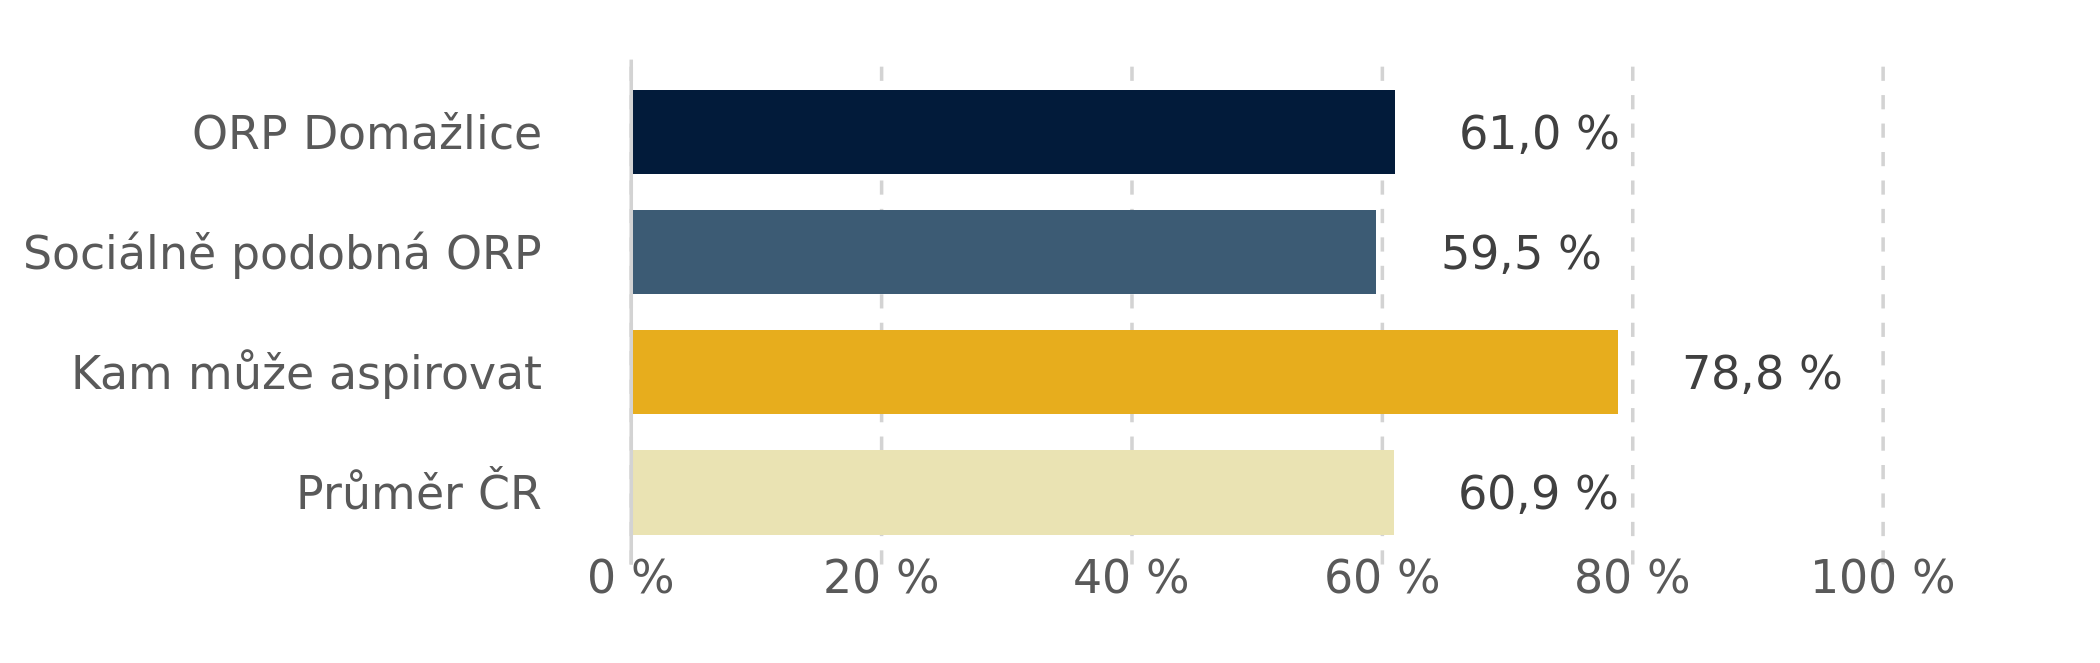 ORP Domažlice 61,0 %
Sociálně podobná ORP 59,5 %
Kam může aspirovat 78,8 %
Průměr ČR 60,9 %
0 % 20 % 40 % 60 % 80 % 100 %